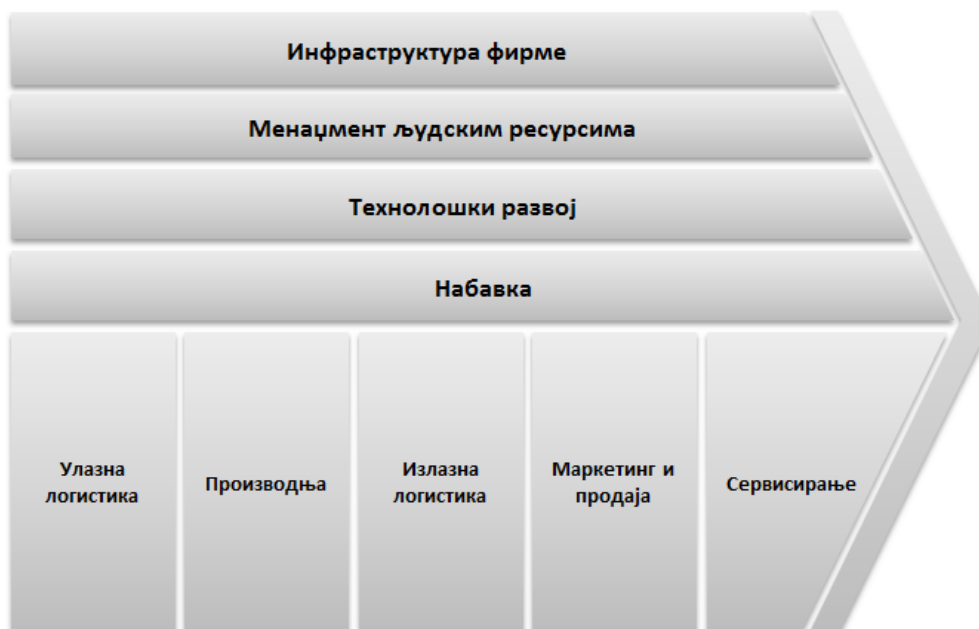 Инфраструктура фирме
Менаџмент људским ресурсима
Технолошки развој
Набавка
Улазна
логистика
Производња
Излазна
логистика
Маркетинг и
продаја
Сервисирање